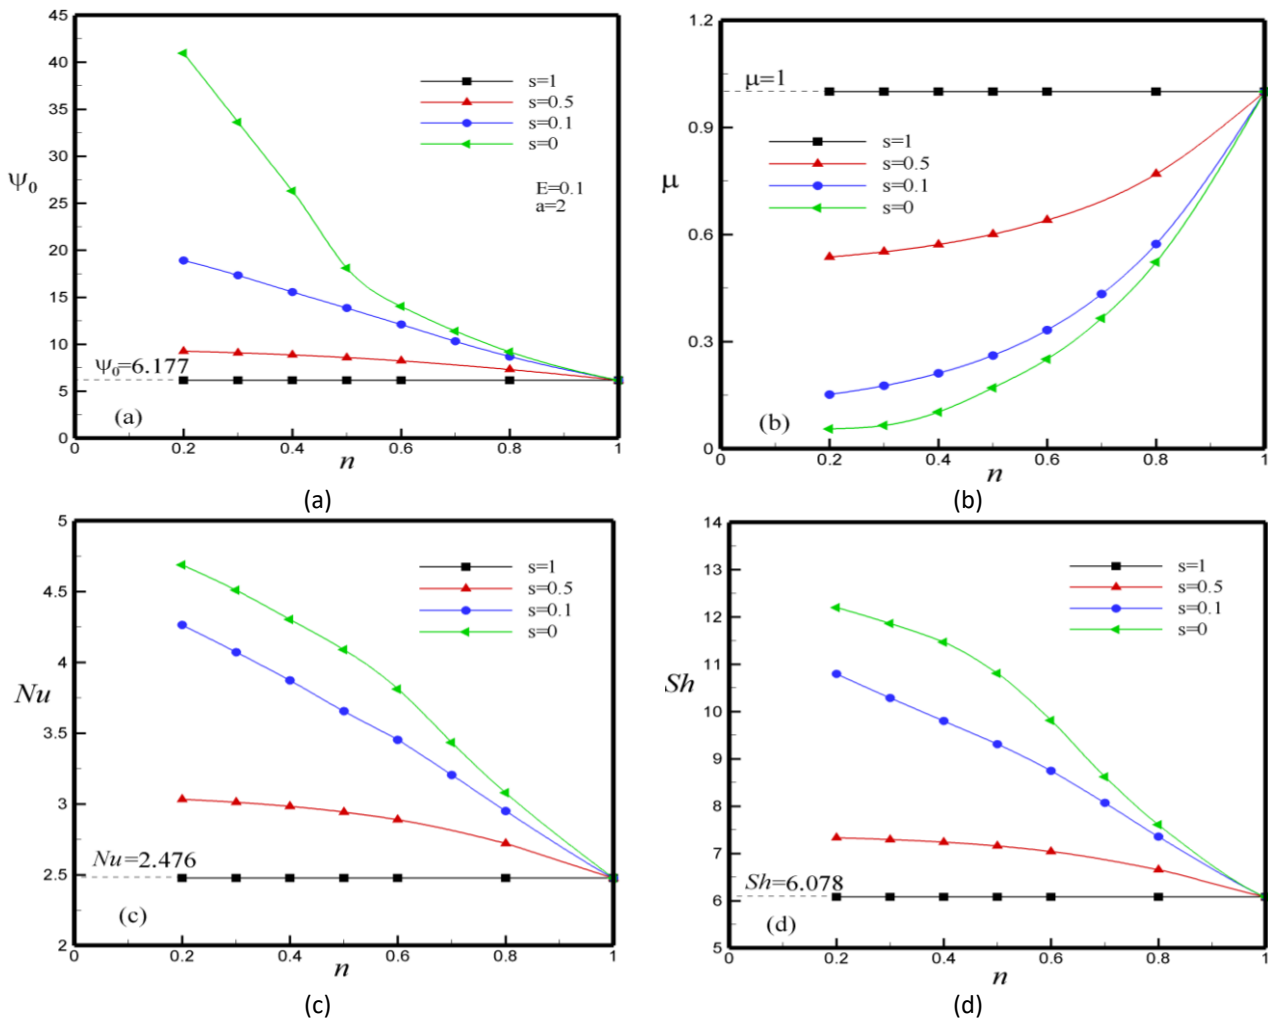 45
40
35
30
25
20
15
10
5
0
ψ₀
s=1
s=0.5
s=0.1
s=0
E=0.1
a=2
ψ₀=6.177
(a)
0 0.2 0.4 0.6 0.8 1
n
(a)
1.2
0.9
0.6
0.3
0
μ
μ=1
s=1
s=0.5
s=0.1
s=0
(b)
0 0.2 0.4 0.6 0.8 1
n
(b)
5
4.5
4
3.5
3
2.5
2
Nu
s=1
s=0.5
s=0.1
s=0
Nu=2.476
(c)
0 0.2 0.4 0.6 0.8 1
n
(c)
14
13
12
11
10
9
8
7
6
5
Sh
s=1
s=0.5
s=0.1
s=0
Sh=6.078
(d)
0 0.2 0.4 0.6 0.8 1
n
(d)